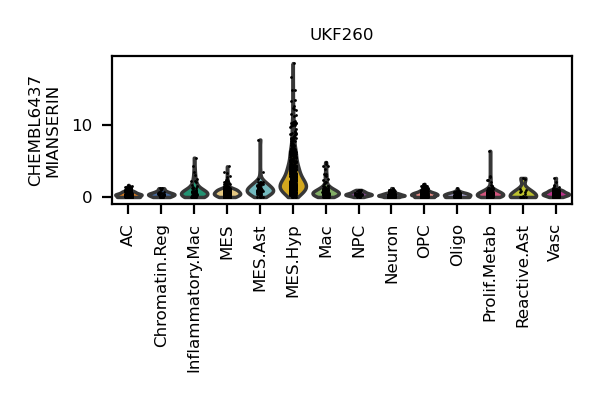 UKF260
CHEMBL6437
MIANSERIN
10
0
AC
Chromatin.Reg
Inflammatory.Mac
MES
MES.Ast
MES.Hyp
Mac
NPC
Neuron
OPC
Oligo
Prolif.Metab
Reactive.Ast
Vasc